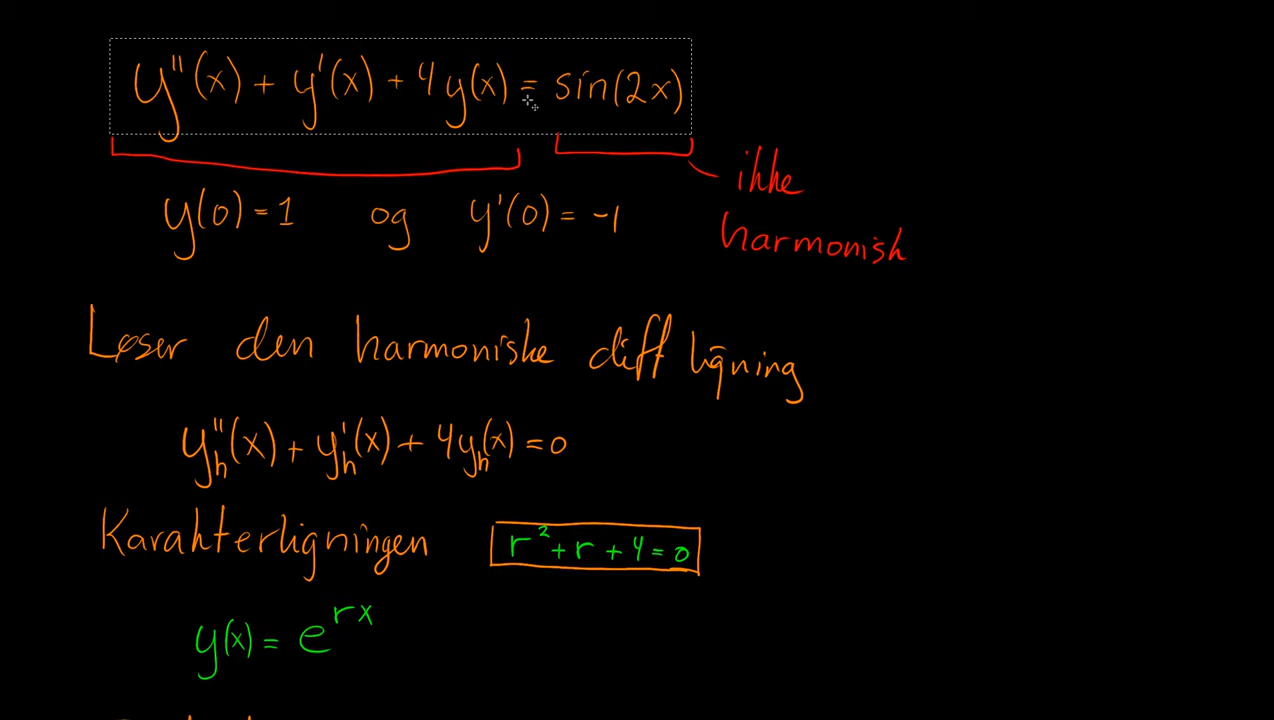 y''(x) + y'(x) + 4y(x) = sin(2x)
ikke
y(0) = 1 og y'(0) = -1
harmonisk
Løser den harmoniske diff ligning
y_h''(x) + y_h'(x) + 4y_h(x) = 0
Karakterligningen r² + r + 4 = 0
y(x) = e^{rx}